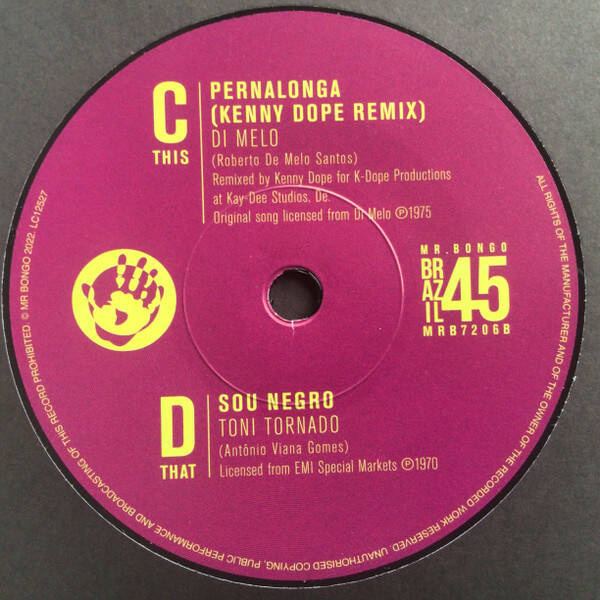 C
THIS
PERNALONGA
(KENNY DOPE REMIX)
DI MELO
(Roberto De Melo Santos)
Remixed by Kenny Dope for K-Dope Productions
at Kay Dee Studios, De.
Original song licensed from Di Melo ℗1975
MR.BONGO
BR
AZ
IL
45
MRB7206B
D
THAT
SOU NEGRO
TONI TORNADO
(Antônio Viana Gomes)
Licensed from EMI Special Markets ℗1970
ALL RIGHTS OF THE MANUFACTURER AND OF THE OWNER OF THE RECORDED WORK RESERVED. UNAUTHORISED COPYING, PUBLIC PERFORMANCE AND BROADCASTING OF THIS RECORD PROHIBITED. © MR BONGO 2022. LC12527